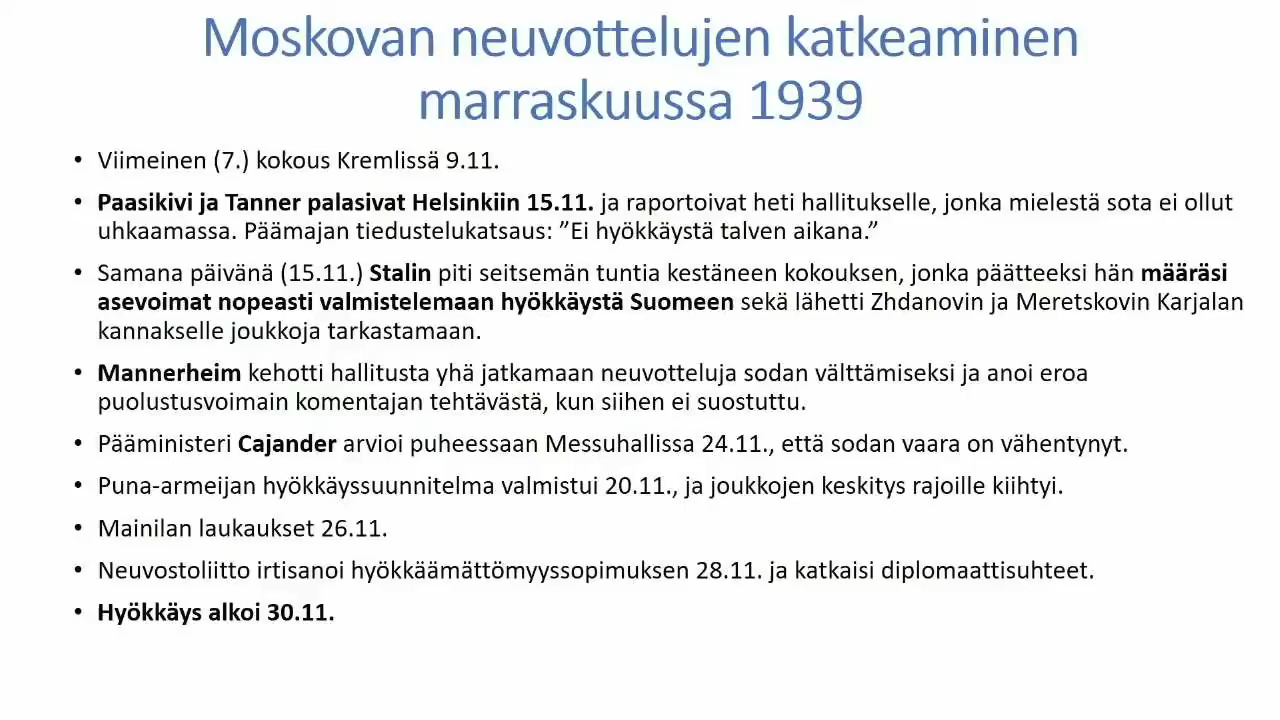 Moskovan neuvottelujen katkeaminen
marraskuussa 1939
• Viimeinen (7.) kokous Kremlissä 9.11.
• Paasikivi ja Tanner palasivat Helsinkiin 15.11. ja raportoivat heti hallitukselle, jonka mielestä sota ei ollut
uhkaamassa. Päämajan tiedustelukatsaus: ”Ei hyökkäystä talven aikana.”
• Samana päivänä (15.11.) Stalin piti seitsemän tuntia kestäneen kokouksen, jonka päätteeksi hän määräsi
asevoimat nopeasti valmistelemaan hyökkäystä Suomeen sekä lähetti Zhdanovin ja Meretskovin Karjalan
kannakselle joukkoja tarkastamaan.
• Mannerheim kehotti hallitusta yhä jatkamaan neuvotteluja sodan välttämiseksi ja anoi eroa
puolustusvoimain komentajan tehtävästä, kun siihen ei suostuttu.
• Pääministeri Cajander arvioi puheessaan Messuhallissa 24.11., että sodan vaara on vähentynyt.
• Puna-armeijan hyökkäyssuunnitelma valmistui 20.11., ja joukkojen keskitys rajoille kiihtyi.
• Mainilan laukaukset 26.11.
• Neuvostoliitto irtisanoi hyökkäämättömyyssopimuksen 28.11. ja katkaisi diplomaattisuhteet.
• Hyökkäys alkoi 30.11.